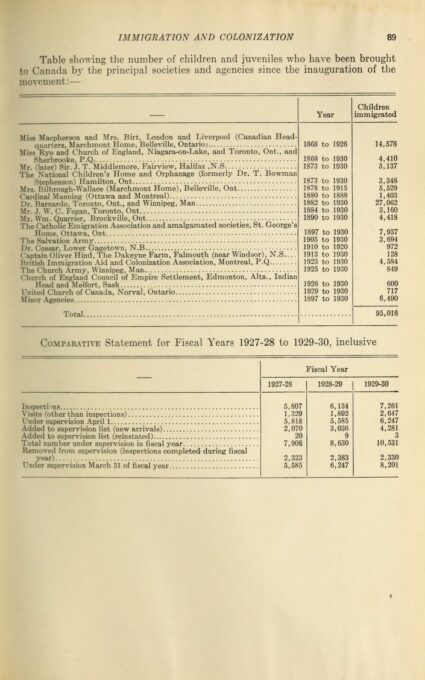 IMMIGRATION AND COLONIZATION 89
Table showing the number of children and juveniles who have been brought
to Canada by the principal societies and agencies since the inauguration of the
movement:—
— Year Children immigrated
Miss Macpherson and Mrs. Birt, London and Liverpool (Canadian Head-
quarters, Marchmont Home, Belleville, Ontario) 1868 to 1926 14,578
Miss Rye and Church of England, Niagara-on-Lake, and Toronto, Ont., and
Sherbrooke, P.Q. 1868 to 1930 4,410
Mr. (later) Sir. J. T. Middlemore, Fairview, Halifax ,N.S. 1873 to 1930 5,137
The National Children's Home and Orphanage (formerly Dr. T. Bowman
Stephenson) Hamilton, Ont. 1873 to 1930 3,348
Mrs. Bilbrough-Wallace (Marchmont Home), Belleville, Ont. 1878 to 1915 5,529
Cardinal Manning (Ottawa and Montreal) 1880 to 1888 1,403
Dr. Barnardo, Toronto, Ont., and Winnipeg, Man. 1882 to 1930 27,062
Mr. J. W. C. Fegan, Toronto, Ont. 1884 to 1930 3,160
Mr. Wm. Quarrier, Brockville, Ont. 1890 to 1930 4,418
The Catholic Emigration Association and amalgamated societies, St. George's
Home, Ottawa, Ont. 1897 to 1930 7,937
The Salvation Army 1905 to 1930 3,694
Dr. Cossar, Lower Gagetown, N.B. 1910 to 1920 972
Captain Oliver Hind, The Dakeyne Farm, Falmouth (near Windsor), N.S. 1913 to 1930 128
British Immigration Aid and Colonization Association, Montreal, P.Q. 1923 to 1930 4,584
The Church Army, Winnipeg, Man. 1925 to 1930 849
Church of England Council of Empire Settlement, Edmonton, Alta., Indian
Head and Melfort, Sask. 1926 to 1930 600
United Church of Canada, Norval, Ontario 1929 to 1930 717
Minor Agencies 1897 to 1930 6,490
Total 95,016
COMPARATIVE Statement for Fiscal Years 1927-28 to 1929-30, inclusive
— Fiscal Year
1927-28 1928-29 1929-30
Inspections 5,807 6,134 7,261
Visits (other than inspections) 1,329 1,892 2,647
Under supervision April 1 5,818 5,585 6,247
Added to supervision list (new arrivals) 2,070 3,036 4,281
Added to supervision list (reinstated) 20 9 3
Total number under supervision in fiscal year 7,908 8,630 10,531
Removed from supervision (inspections completed during fiscal
year) 2,323 2,383 2,330
Under supervision March 31 of fiscal year 5,585 6,247 8,201